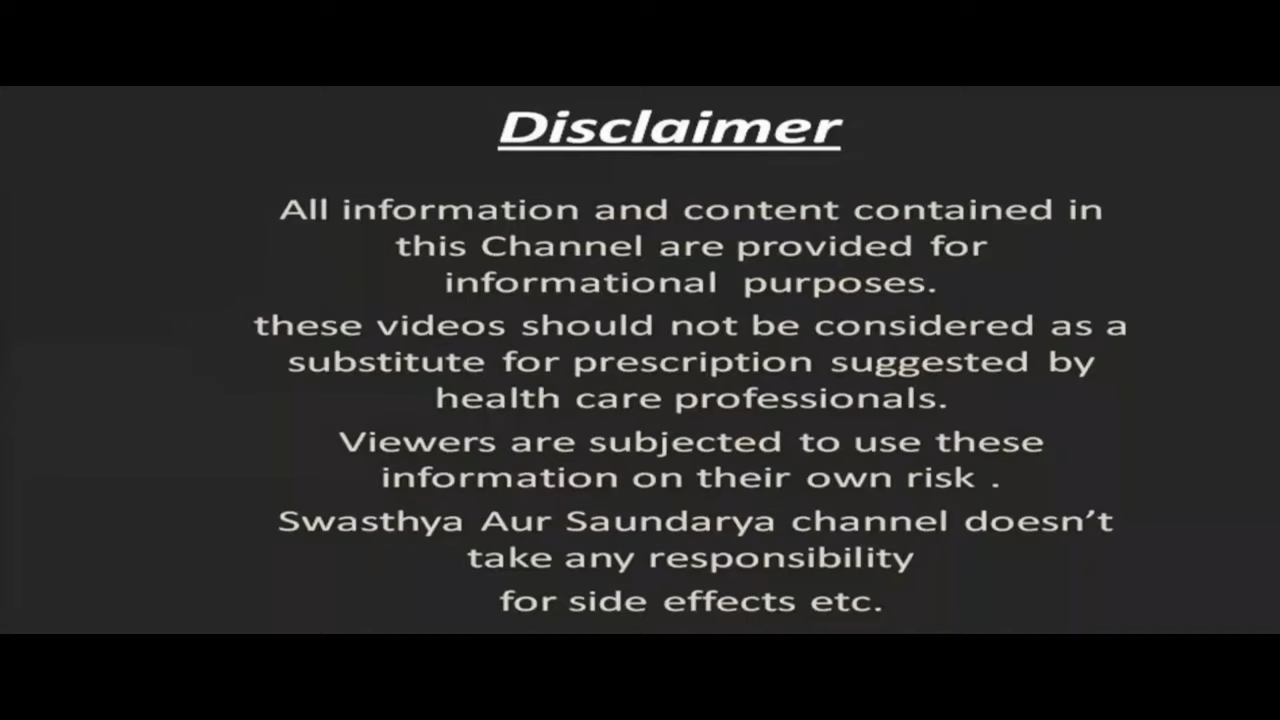 Disclaimer
All information and content contained in
this Channel are provided for
informational purposes.
these videos should not be considered as a
substitute for prescription suggested by
health care professionals.
Viewers are subjected to use these
information on their own risk .
Swasthya Aur Saundarya channel doesn’t
take any responsibility
for side effects etc.